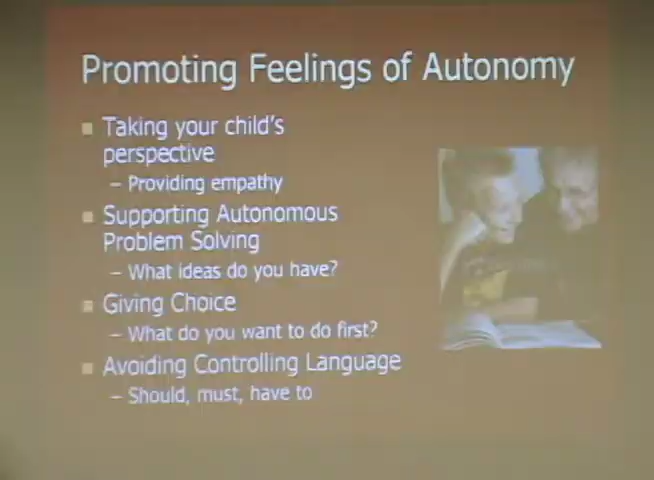 Promoting Feelings of Autonomy
■ Taking your child's
perspective
– Providing empathy
■ Supporting Autonomous
Problem Solving
– What ideas do you have?
■ Giving Choice
– What do you want to do first?
■ Avoiding Controlling Language
– Should, must, have to